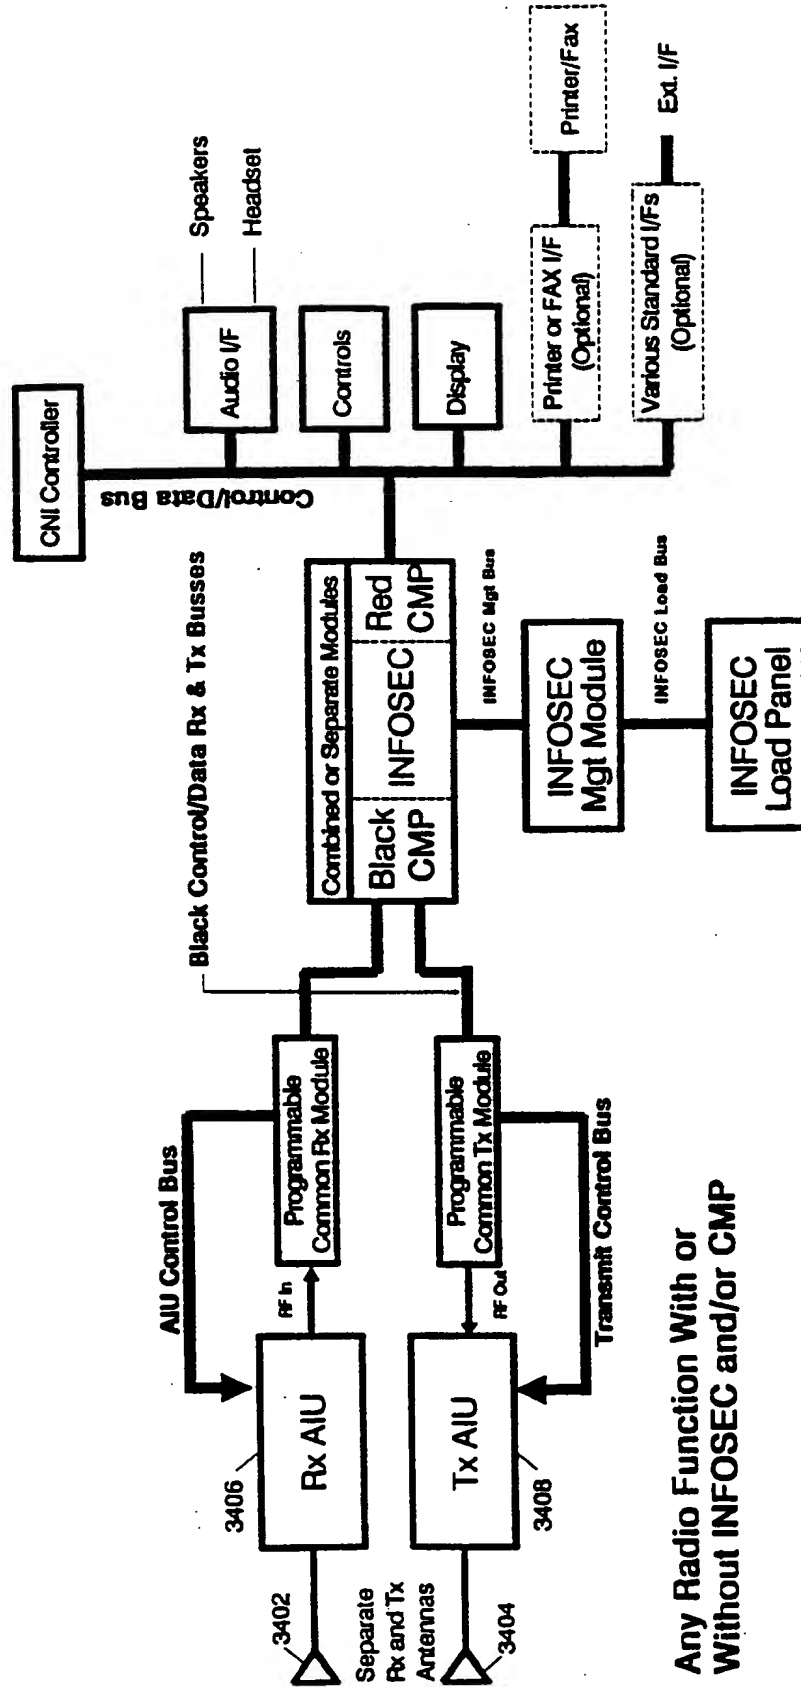 3402
3406
Rx AIU
AIU Control Bus
RF In
Programmable
Common Rx Module
Black Control/Data Rx & Tx Busses
Separate
Rx and Tx
Antennas
3404
3408
Tx AIU
RF Out
Programmable
Common Tx Module
Transmit Control Bus
Combined or Separate Modules
Black
CMP
INFOSEC
Red
CMP
INFOSEC Mgt Bus
INFOSEC
Mgt Module
INFOSEC Load Bus
INFOSEC
Load Panel
CNI Controller
Control/Data Bus
Audio I/F
Speakers
Headset
Controls
Display
Printer or FAX I/F
(Optional)
Printer/Fax
Various Standard I/Fs
(Optional)
Ext. I/F
Any Radio Function With or
Without INFOSEC and/or CMP